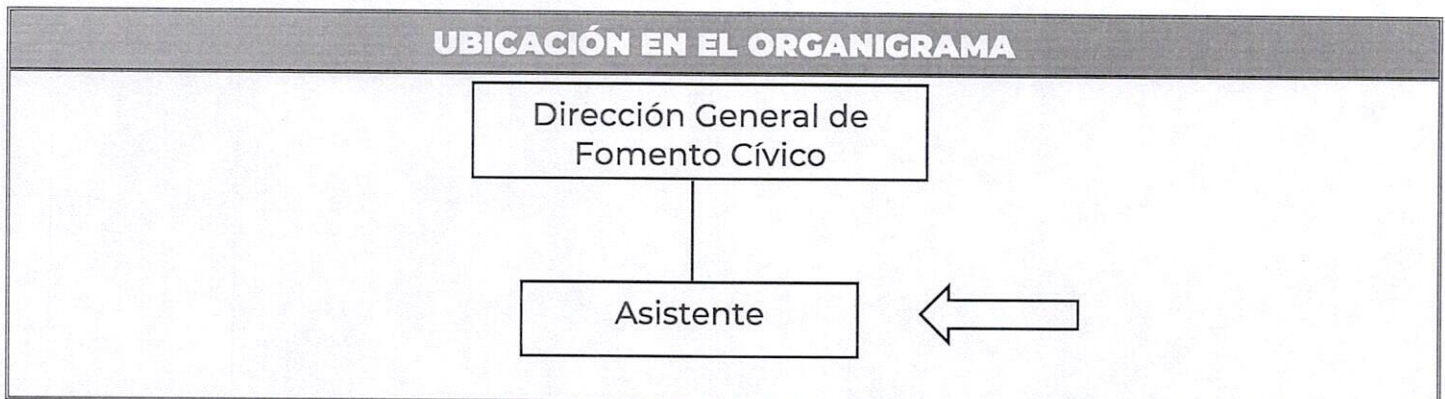 UBICACIÓN EN EL ORGANIGRAMA
Dirección General de
Fomento Cívico
Asistente